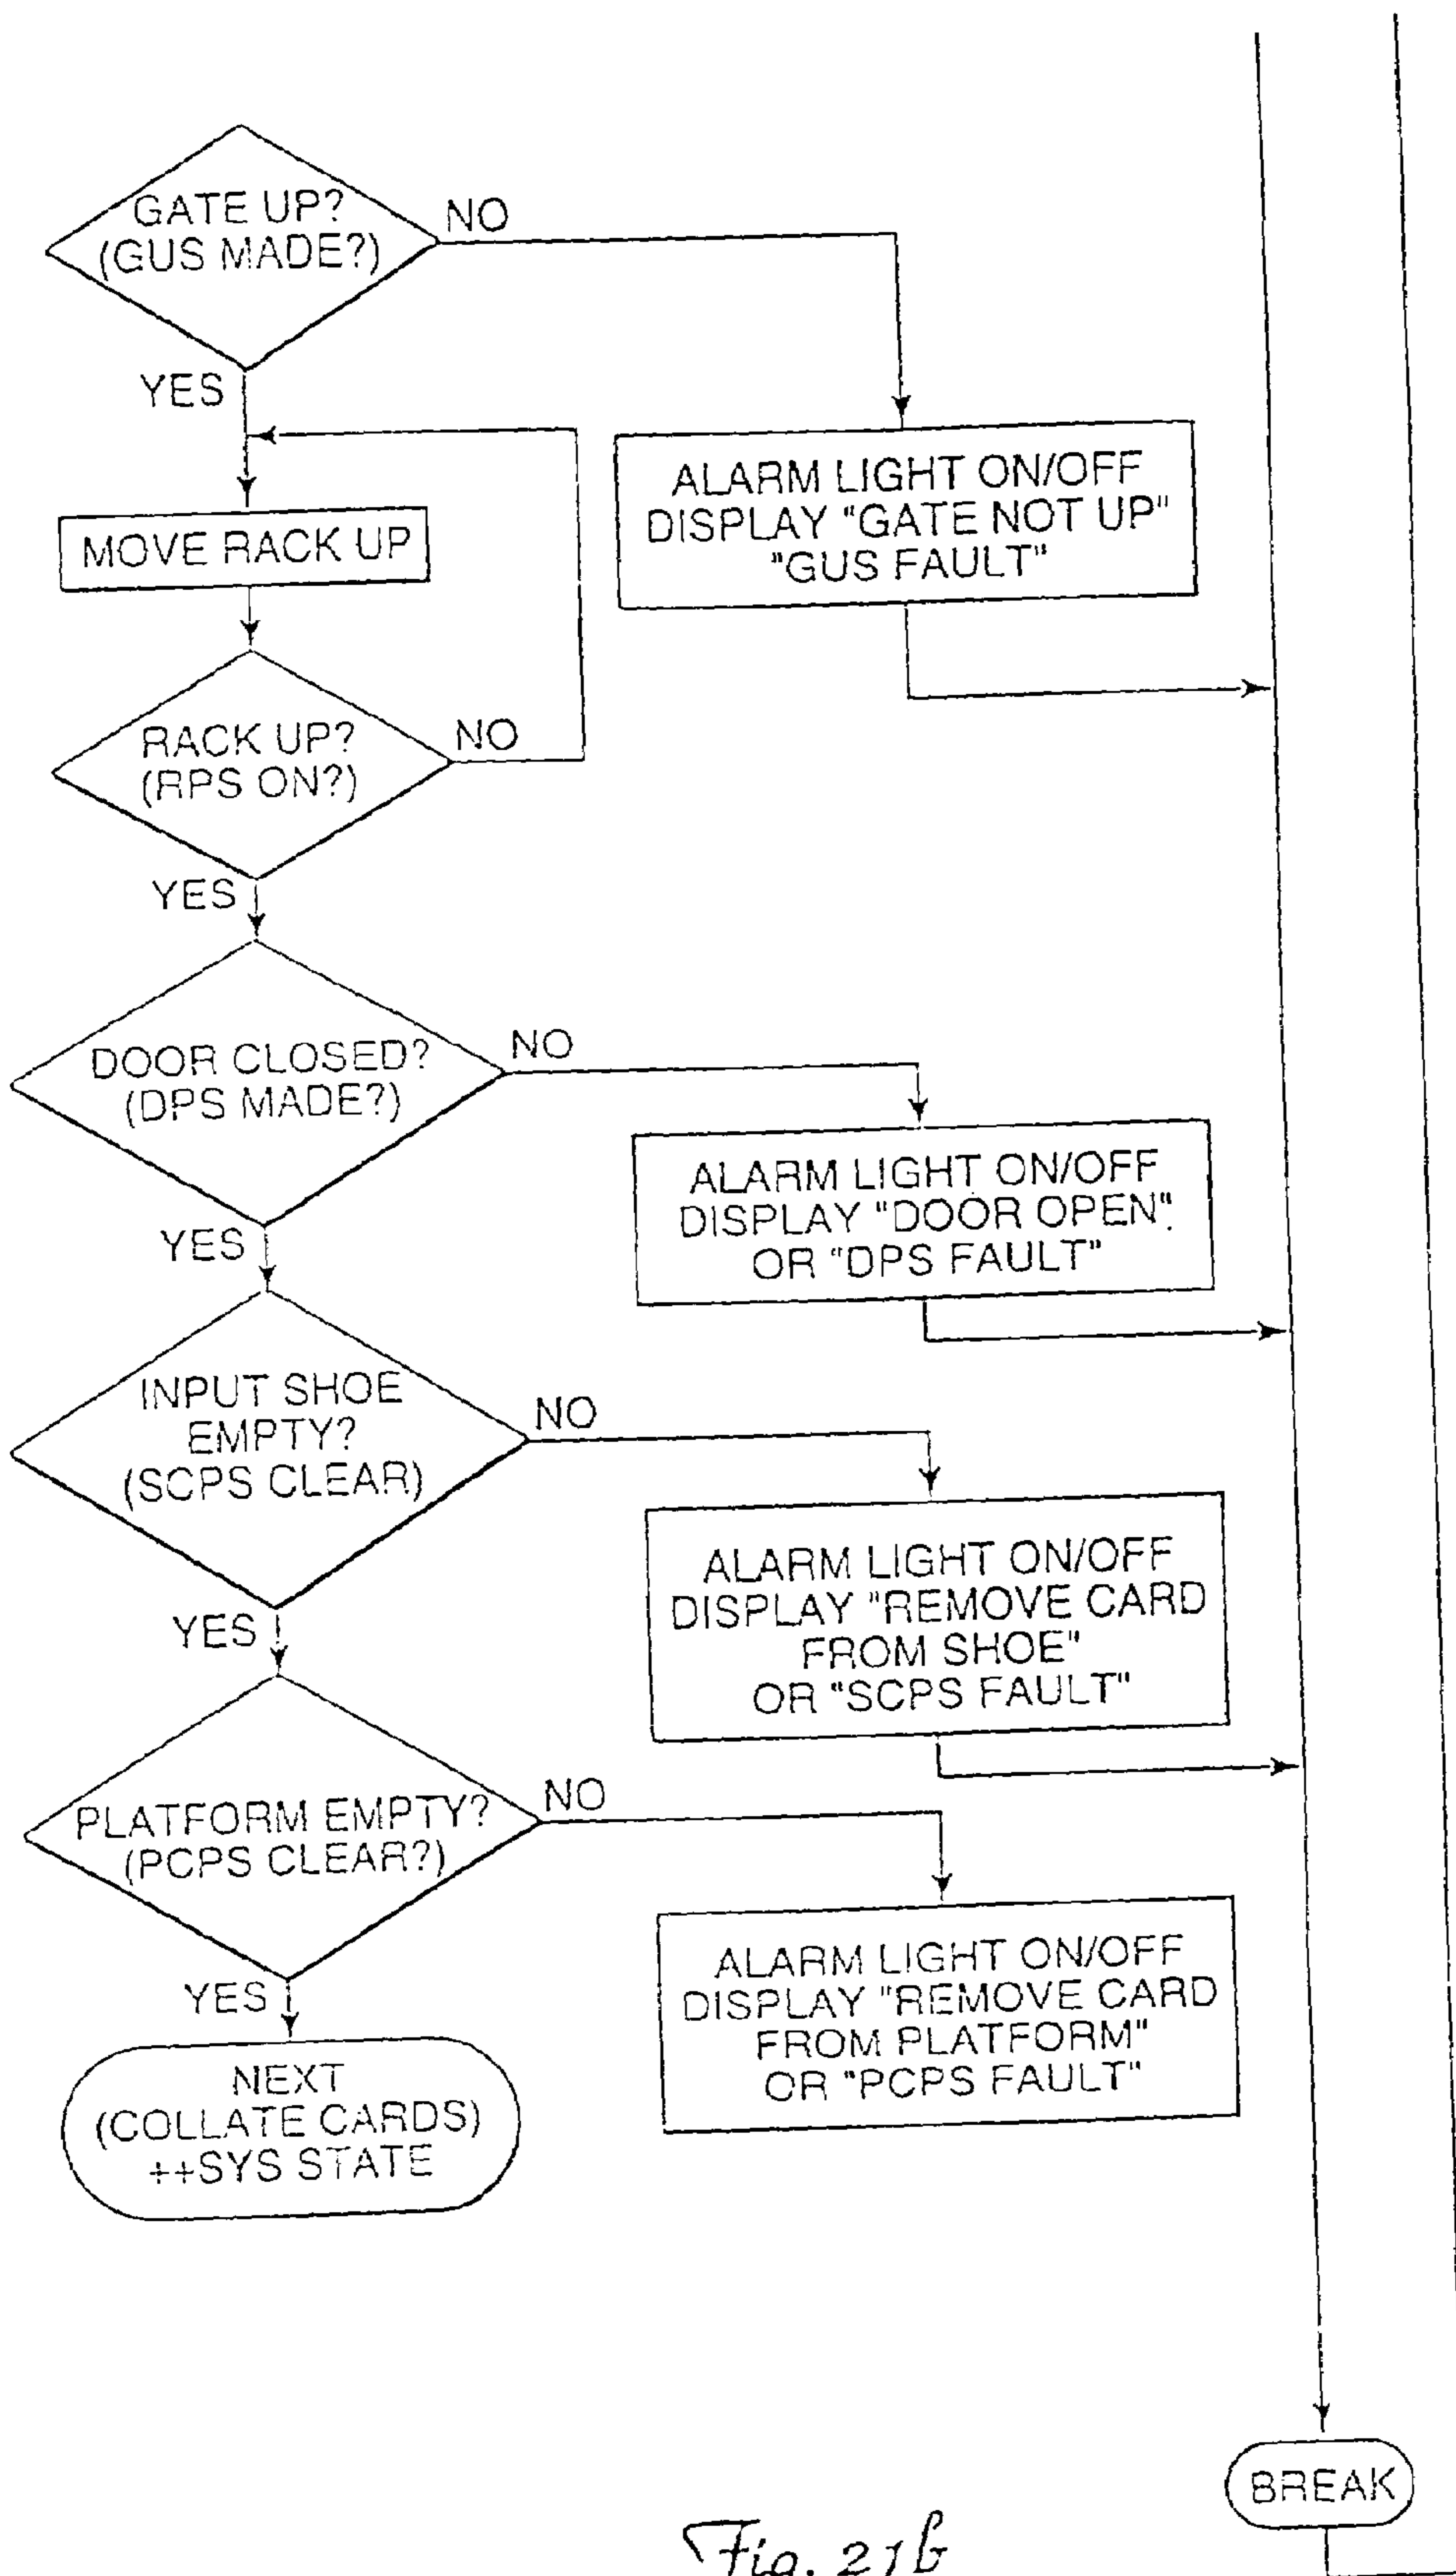 GATE UP?
(GUS MADE?)
NO
YES
ALARM LIGHT ON/OFF
DISPLAY "GATE NOT UP"
"GUS FAULT"
MOVE RACK UP
RACK UP?
(RPS ON?)
NO
YES
DOOR CLOSED?
(DPS MADE?)
NO
YES
ALARM LIGHT ON/OFF
DISPLAY "DOOR OPEN"
OR "DPS FAULT"
INPUT SHOE
EMPTY?
(SCPS CLEAR)
NO
YES
ALARM LIGHT ON/OFF
DISPLAY "REMOVE CARD
FROM SHOE"
OR "SCPS FAULT"
PLATFORM EMPTY?
(PCPS CLEAR?)
NO
YES
ALARM LIGHT ON/OFF
DISPLAY "REMOVE CARD
FROM PLATFORM"
OR "PCPS FAULT"
NEXT
(COLLATE CARDS)
++SYS STATE
BREAK
Fig. 21b